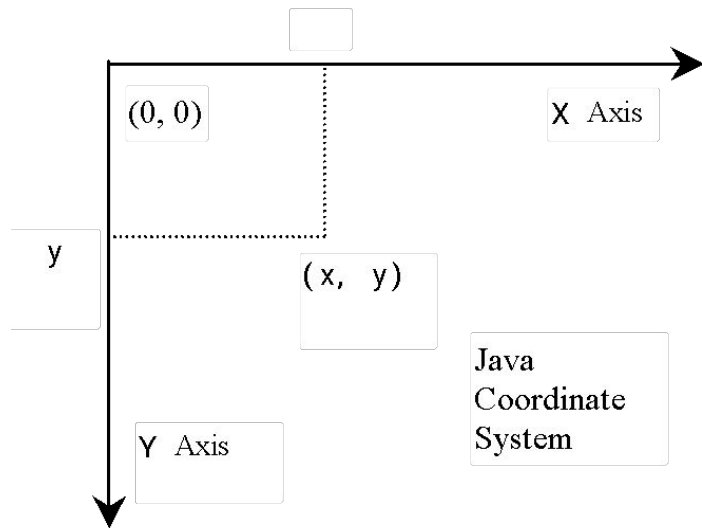 (0, 0)
X Axis
y
(x, y)
Java
Coordinate
System
Y Axis